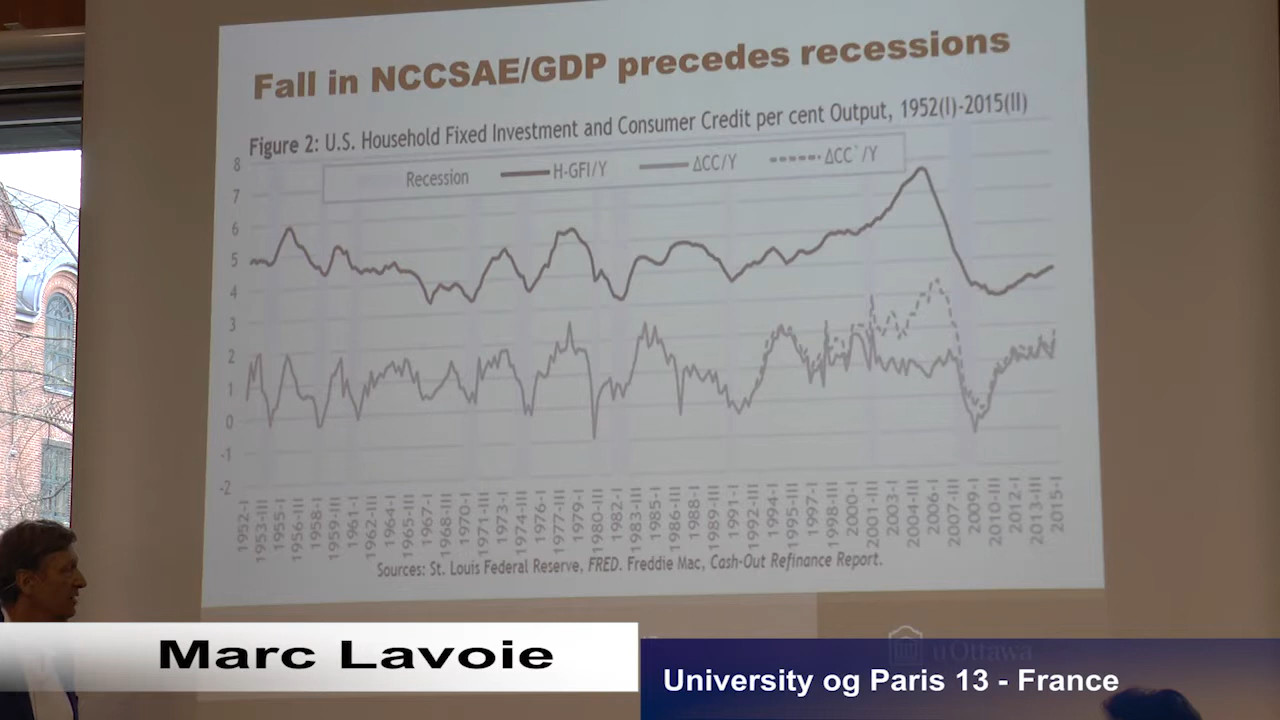 Fall in NCCSAE/GDP precedes recessions
Figure 2: U.S. Household Fixed Investment and Consumer Credit per cent Output, 1952(I)-2015(II)
Recession H-GFI/Y ΔCC/Y ΔCC`/Y
8
7
6
5
4
3
2
1
0
-1
-2
1952-I 1953-III 1955-I 1956-III 1958-I 1959-III 1961-I 1962-III 1964-I 1965-III 1967-I 1968-III 1970-I 1971-III 1973-I 1974-III 1976-I 1977-III 1979-I 1980-III 1982-I 1983-III 1985-I 1986-III 1988-I 1989-III 1991-I 1992-III 1994-I 1995-III 1997-I 1998-III 2000-I 2001-III 2003-I 2004-III 2006-I 2007-III 2009-I 2010-III 2012-I 2013-III 2015-I
Sources: St. Louis Federal Reserve, FRED. Freddie Mac, Cash-Out Refinance Report.
uOttawa
Marc Lavoie
University og Paris 13 - France